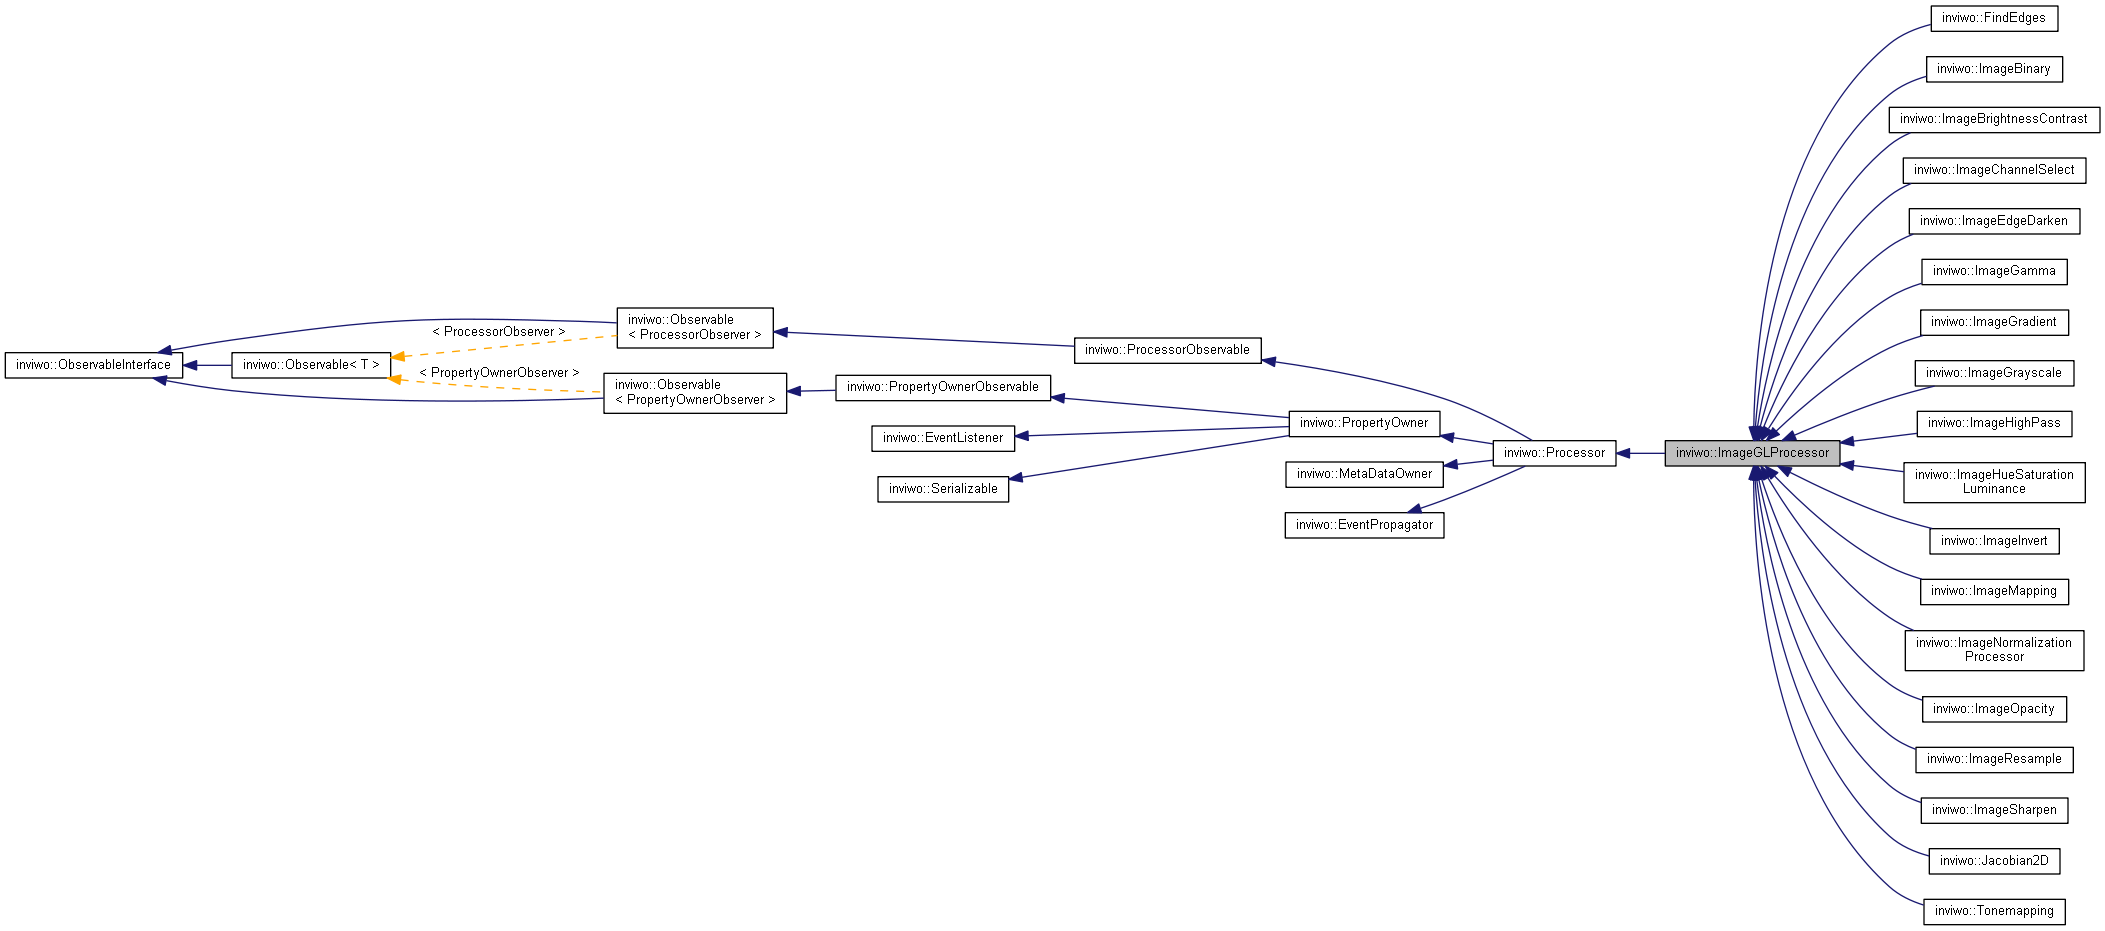 inviwo::ObservableInterface
inviwo::Observable< T >
< ProcessorObserver >
< PropertyOwnerObserver >
inviwo::Observable
< ProcessorObserver >
inviwo::Observable
< PropertyOwnerObserver >
inviwo::PropertyOwnerObservable
inviwo::EventListener
inviwo::Serializable
inviwo::ProcessorObservable
inviwo::PropertyOwner
inviwo::MetaDataOwner
inviwo::EventPropagator
inviwo::Processor
inviwo::ImageGLProcessor
inviwo::FindEdges
inviwo::ImageBinary
inviwo::ImageBrightnessContrast
inviwo::ImageChannelSelect
inviwo::ImageEdgeDarken
inviwo::ImageGamma
inviwo::ImageGradient
inviwo::ImageGrayscale
inviwo::ImageHighPass
inviwo::ImageHueSaturation
Luminance
inviwo::ImageInvert
inviwo::ImageMapping
inviwo::ImageNormalization
Processor
inviwo::ImageOpacity
inviwo::ImageResample
inviwo::ImageSharpen
inviwo::Jacobian2D
inviwo::Tonemapping